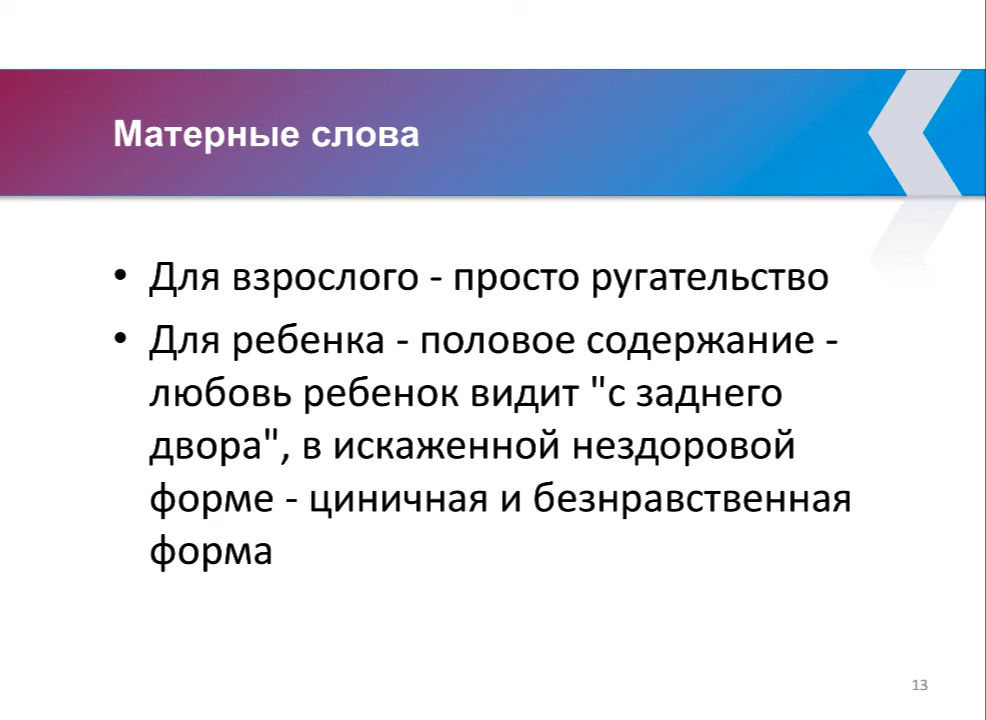 Матерные слова
• Для взрослого - просто ругательство
• Для ребенка - половое содержание -
любовь ребенок видит "с заднего
двора", в искаженной нездоровой
форме - циничная и безнравственная
форма
13